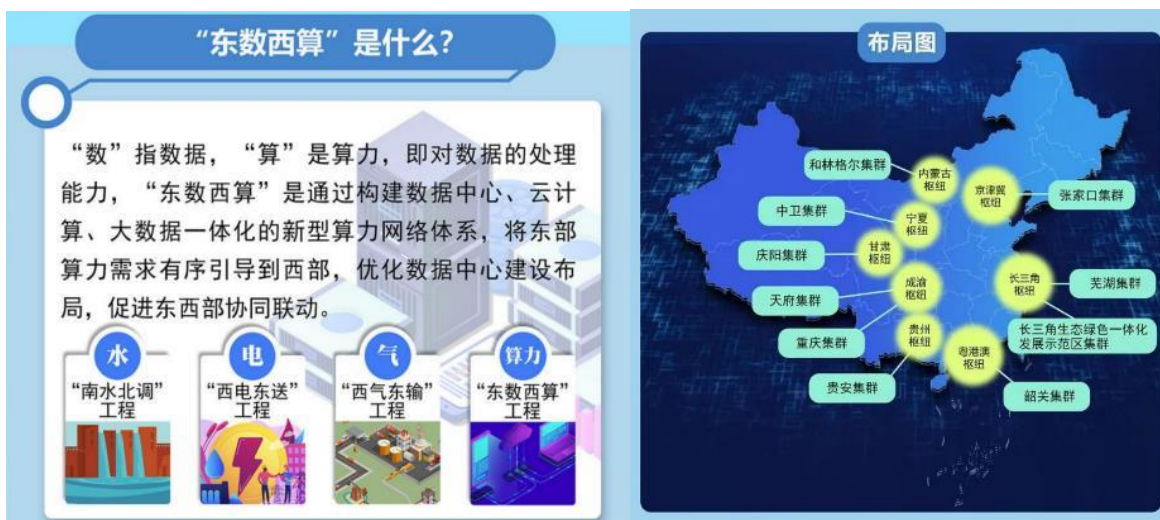 “东数西算”是什么？
“数”指数据，“算”是算力，即对数据的处理
能力，“东数西算”是通过构建数据中心、云计
算、大数据一体化的新型算力网络体系，将东部
算力需求有序引导到西部，优化数据中心建设布
局，促进东西部协同联动。
水
“南水北调”
工程
电
“西电东送”
工程
气
“西气东输”
工程
算力
“东数西算”
工程
布局图
和林格尔集群
内蒙古
枢纽
京津冀
枢纽
张家口集群
中卫集群
宁夏
枢纽
庆阳集群
甘肃
枢纽
天府集群
成渝
枢纽
重庆集群
长三角
枢纽
芜湖集群
长三角生态绿色一体化
发展示范区集群
贵州
枢纽
贵安集群
粤港澳
枢纽
韶关集群